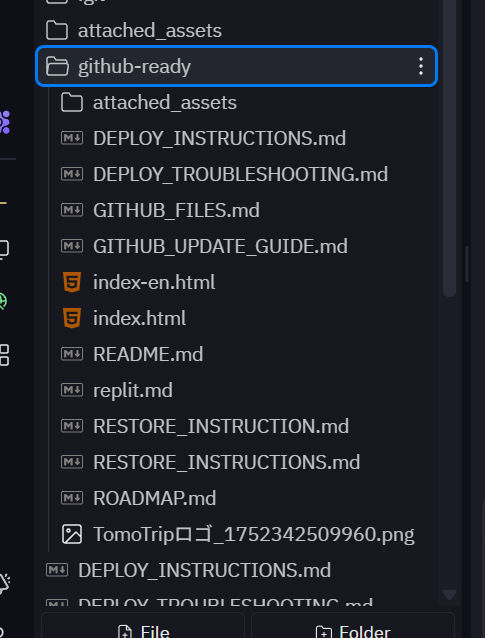 attached_assets
github-ready
attached_assets
DEPLOY_INSTRUCTIONS.md
DEPLOY_TROUBLESHOOTING.md
GITHUB_FILES.md
GITHUB_UPDATE_GUIDE.md
index-en.html
index.html
README.md
replit.md
RESTORE_INSTRUCTION.md
RESTORE_INSTRUCTIONS.md
ROADMAP.md
TomoTripロゴ_1752342509960.png
DEPLOY_INSTRUCTIONS.md
DEPLOY_TROUBLESHOOTING.md
File
Folder